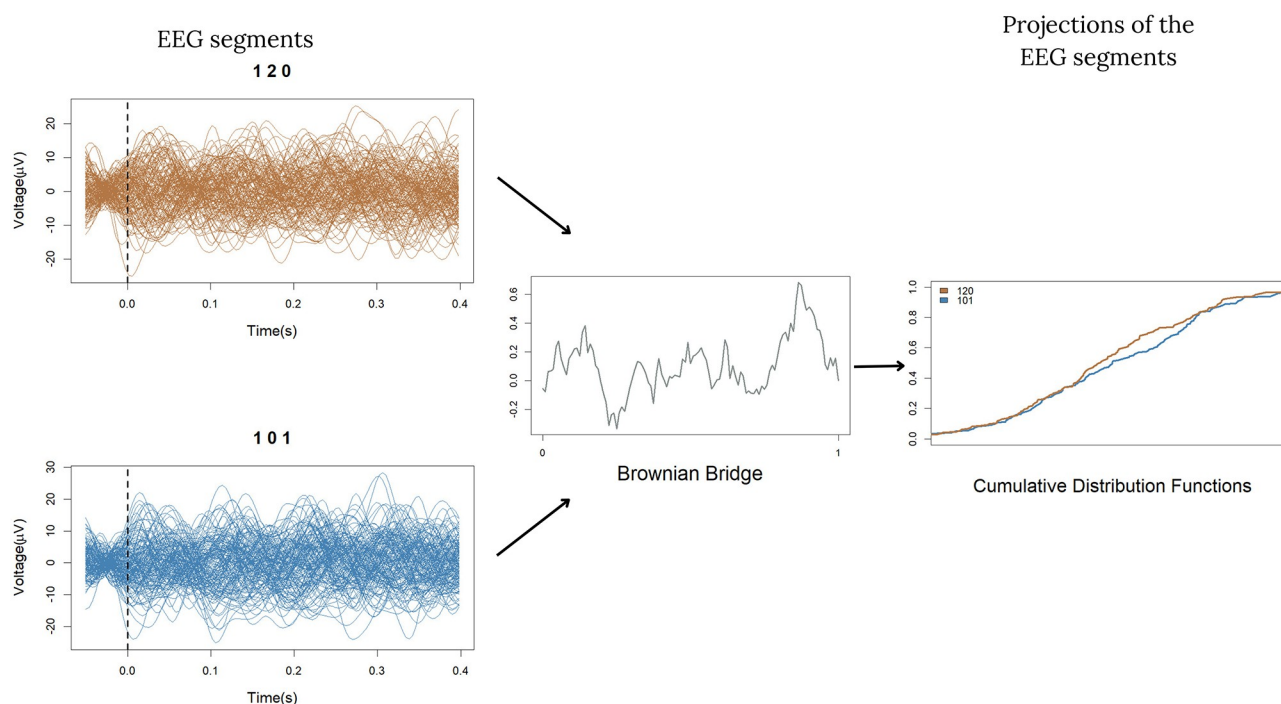 EEG segments
1 2 0
Voltage(μV)
20
10
0
-10
-20
0.0 0.1 0.2 0.3 0.4
Time(s)
1 0 1
Voltage(μV)
30
20
10
0
-10
-20
0.0 0.1 0.2 0.3 0.4
Time(s)
0.6
0.4
0.2
0.0
-0.2
0 1
Brownian Bridge
Projections of the
EEG segments
1.0
0.8
0.6
0.4
0.2
0.0
120
101
Cumulative Distribution Functions